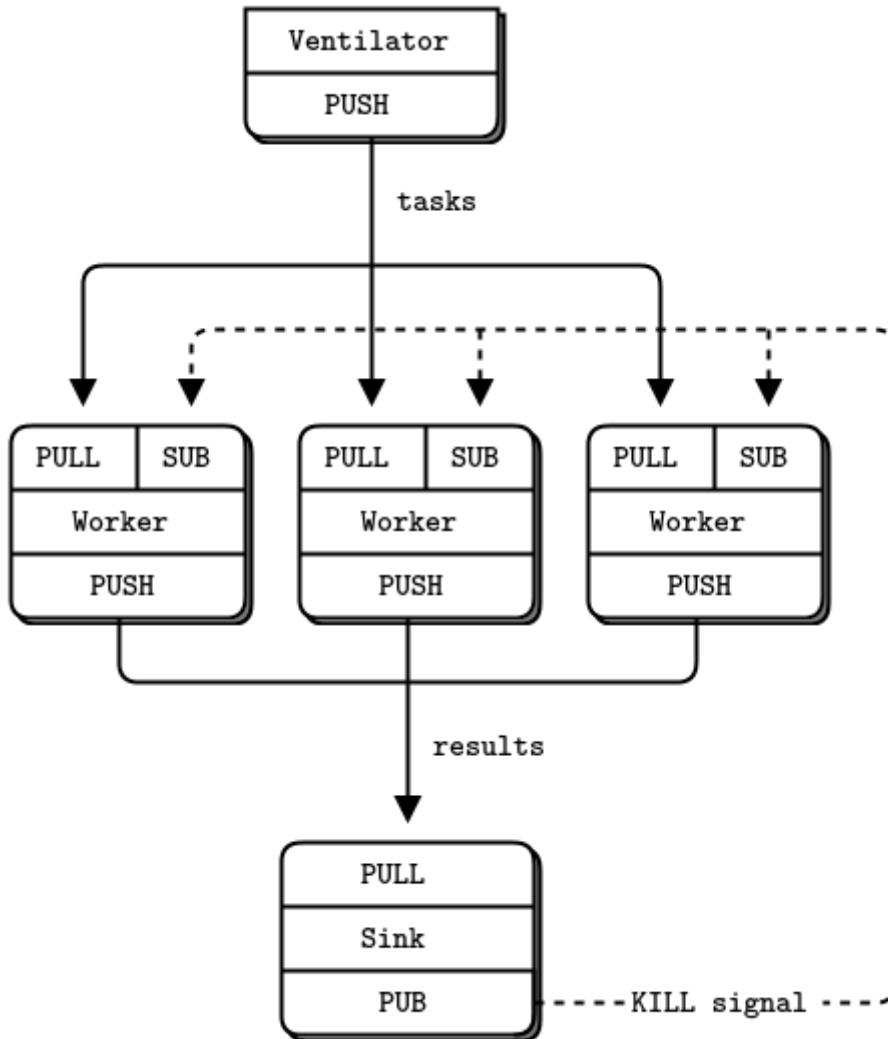 Ventilator
PUSH
tasks
PULL SUB PULL SUB PULL SUB
Worker Worker Worker
PUSH PUSH PUSH
results
PULL
Sink
PUB KILL signal